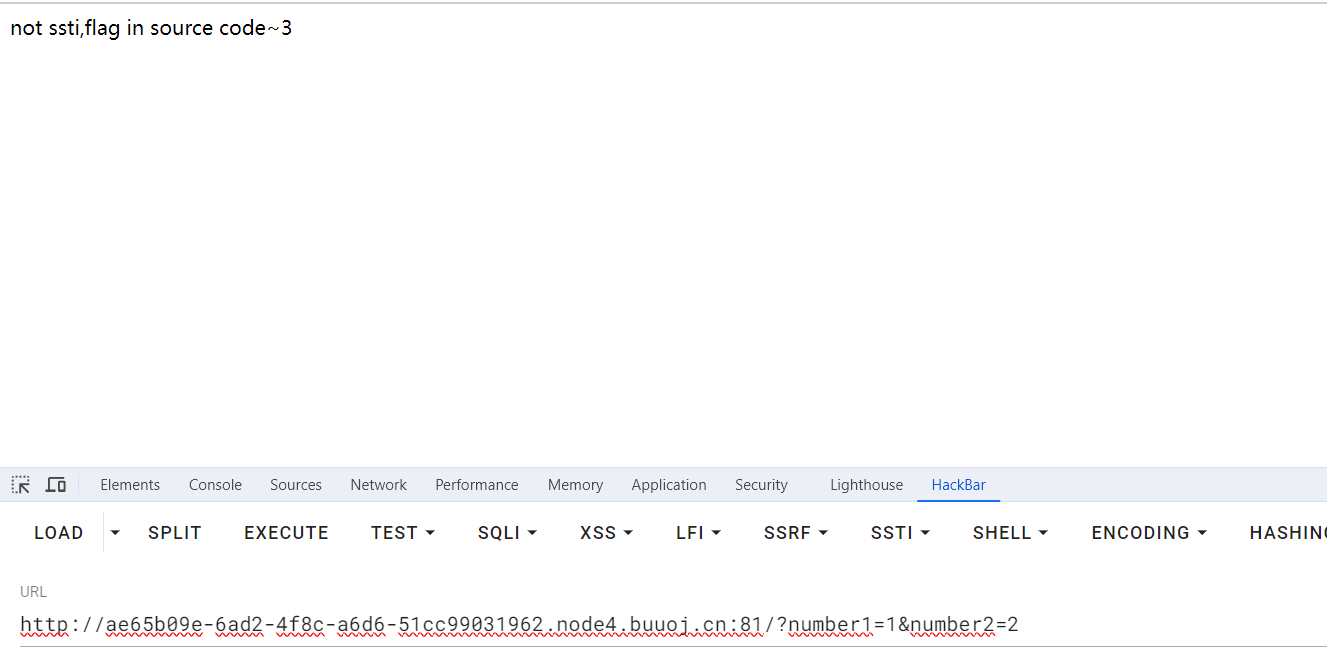 not ssti,flag in source code~3
Elements Console Sources Network Performance Memory Application Security Lighthouse HackBar
LOAD SPLIT EXECUTE TEST SQLI XSS LFI SSRF SSTI SHELL ENCODING HASHING
URL
http://ae65b09e-6ad2-4f8c-a6d6-51cc99031962.node4.buuoj.cn:81/?number1=1&number2=2